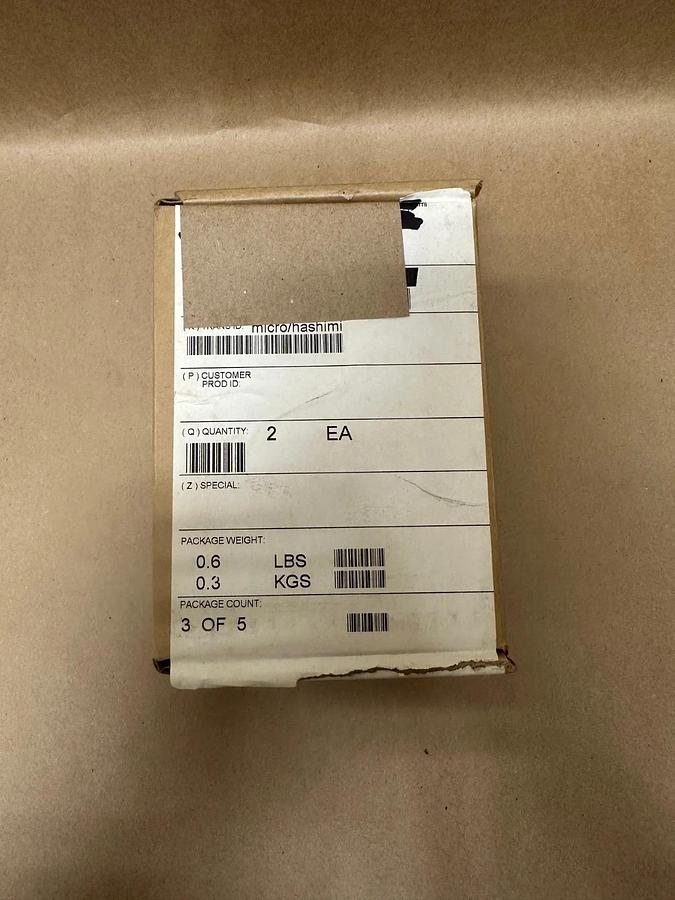 micro/hashimi
( P ) CUSTOMER
PROD ID:
( Q ) QUANTITY: 2 EA
( Z ) SPECIAL:
PACKAGE WEIGHT:
0.6 LBS
0.3 KGS
PACKAGE COUNT:
3 OF 5